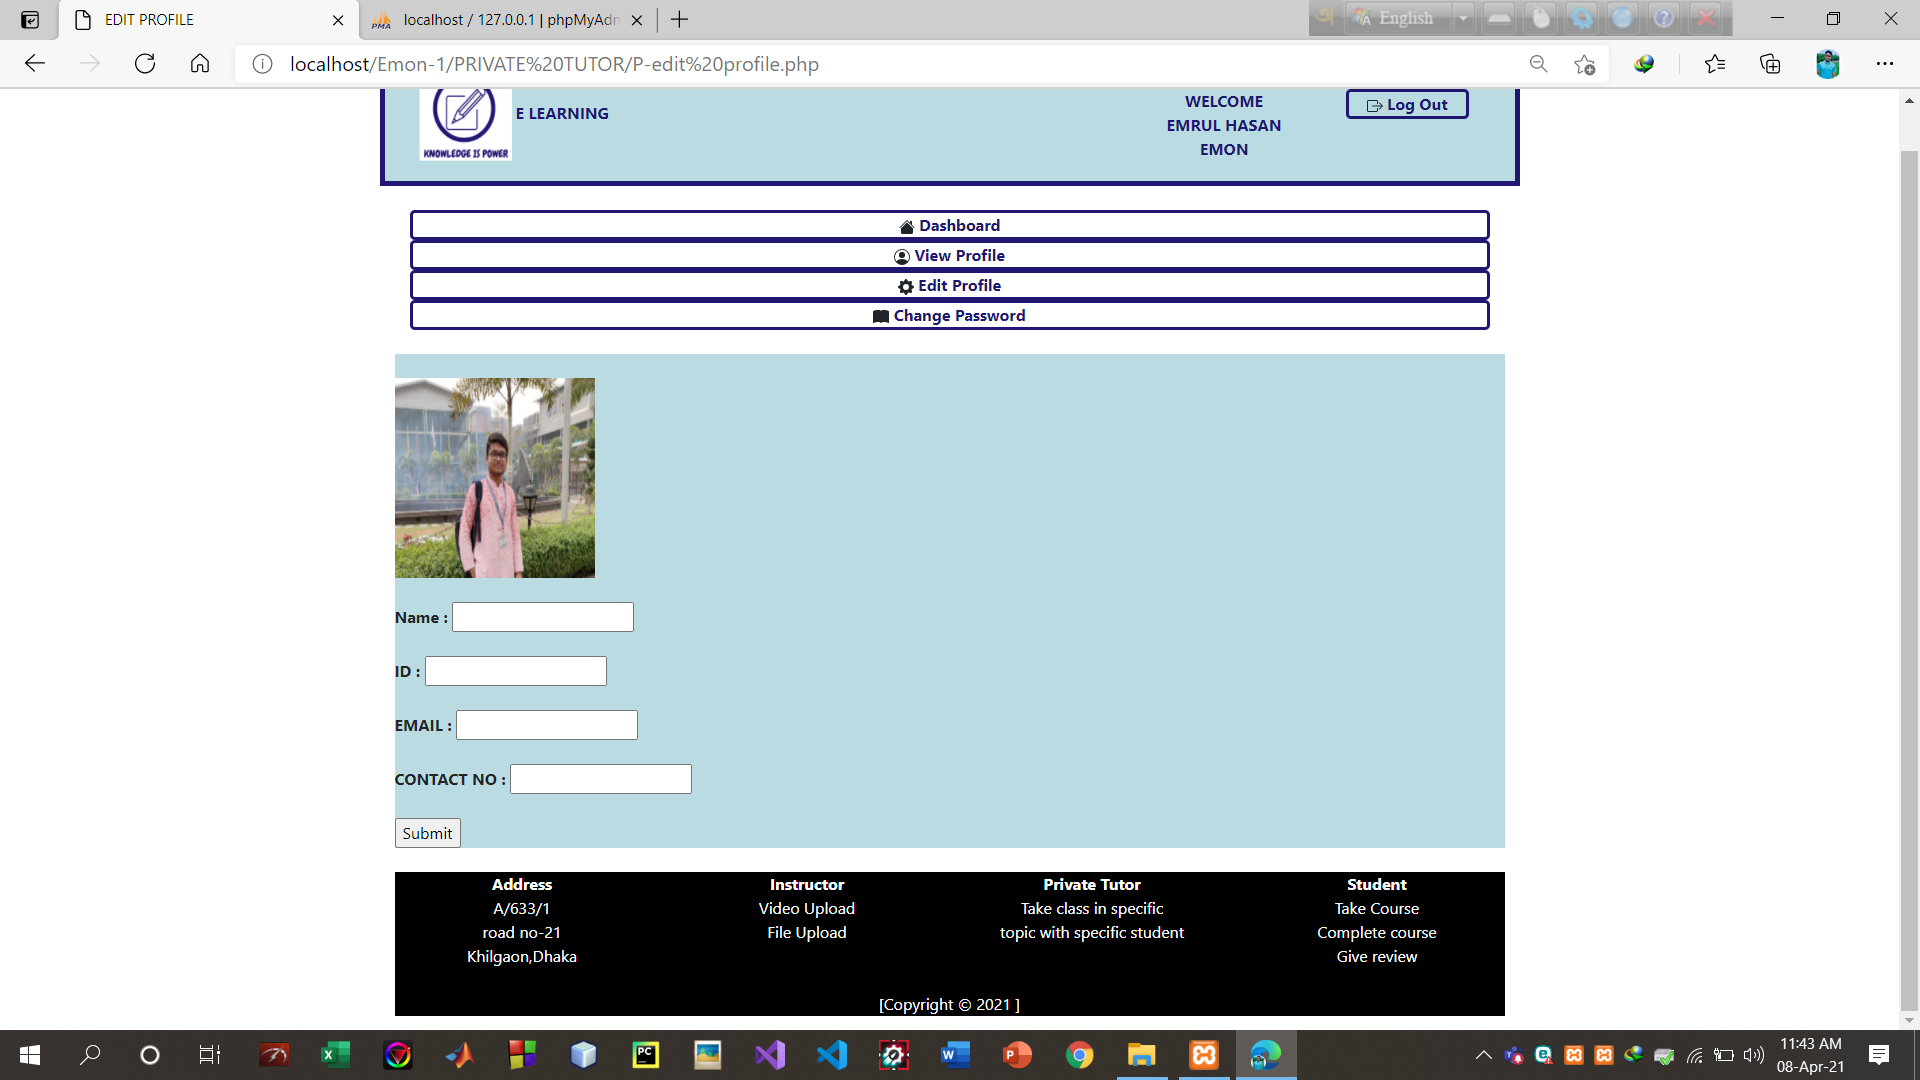 EDIT PROFILE
localhost / 127.0.0.1 | phpMyAdm
English
localhost/Emon-1/PRIVATE%20TUTOR/P-edit%20profile.php
KNOWLEDGE IS POWER
E LEARNING
WELCOME
EMRUL HASAN
EMON
Log Out
Dashboard
View Profile
Edit Profile
Change Password
Name :
ID :
EMAIL :
CONTACT NO :
Submit
Address
A/633/1
road no-21
Khilgaon,Dhaka
Instructor
Video Upload
File Upload
Private Tutor
Take class in specific
topic with specific student
Student
Take Course
Complete course
Give review
[Copyright © 2021 ]
11:43 AM
08-Apr-21